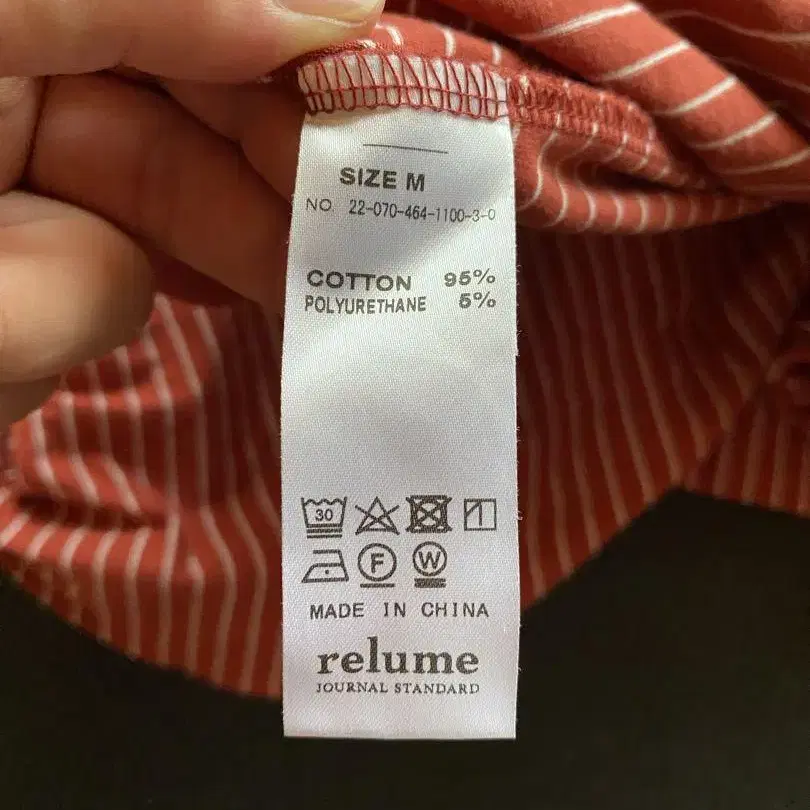 SIZE M
NO. 22-070-464-1100-3-0
COTTON 95%
POLYURETHANE 5%
30
F W
MADE IN CHINA
relume
JOURNAL STANDARD